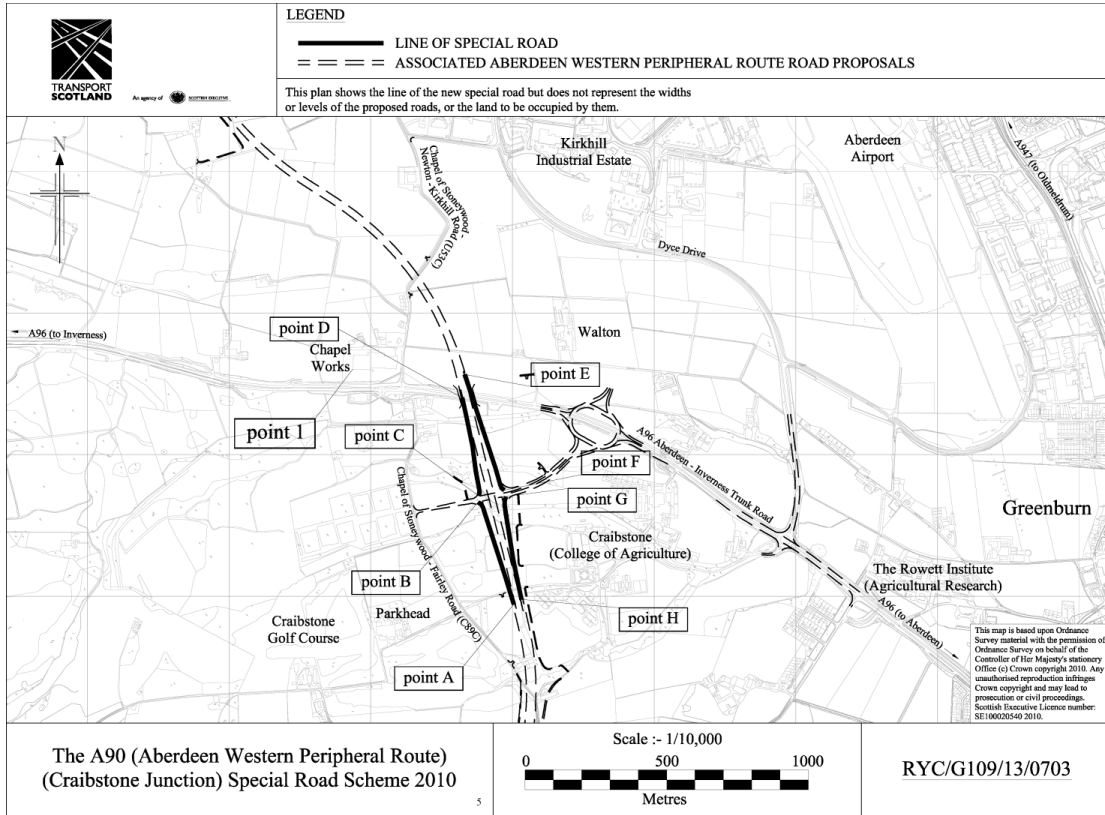 TRANSPORT
SCOTLAND
An agency of
SCOTTISH EXECUTIVE
LEGEND
LINE OF SPECIAL ROAD
ASSOCIATED ABERDEEN WESTERN PERIPHERAL ROUTE ROAD PROPOSALS
This plan shows the line of the new special road but does not represent the widths
or levels of the proposed roads, or the land to be occupied by them.
N
Chapel of Stoneywood -
Newton - Kirkhill Road (U53C)
Kirkhill
Industrial Estate
Aberdeen
Airport
A947 (to Oldmeldrum)
Dyce Drive
A96 (to Inverness)
point D
Chapel
Works
Walton
point E
point 1
point C
A96 Aberdeen - Inverness Trunk Road
point F
point G
Chapel of Stoneywood - Fairley Road (C89C)
Craibstone
(College of Agriculture)
Greenburn
point B
The Rowett Institute
(Agricultural Research)
Parkhead
Craibstone
Golf Course
point H
A96 (to Aberdeen)
point A
This map is based upon Ordnance
Survey material with the permission of
Ordnance Survey on behalf of the
Controller of Her Majesty's stationery
Office (c) Crown copyright 2010. Any
unauthorised reproduction infringes
Crown copyright and may lead to
prosecution or civil proceedings.
Scottish Executive Licence number:
SE100020540 2010.
The A90 (Aberdeen Western Peripheral Route)
(Craibstone Junction) Special Road Scheme 2010
5
Scale :- 1/10,000
0 500 1000
Metres
RYC/G109/13/0703